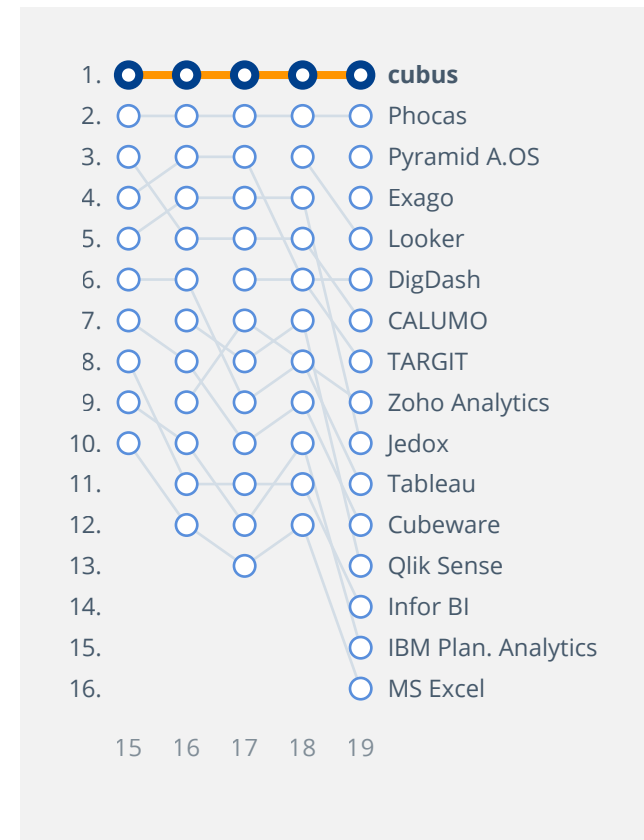 1. cubus
2. Phocas
3. Pyramid A.OS
4. Exago
5. Looker
6. DigDash
7. CALUMO
8. TARGIT
9. Zoho Analytics
10. Jedox
11. Tableau
12. Cubeware
13. Qlik Sense
14. Infor BI
15. IBM Plan. Analytics
16. MS Excel
15 16 17 18 19